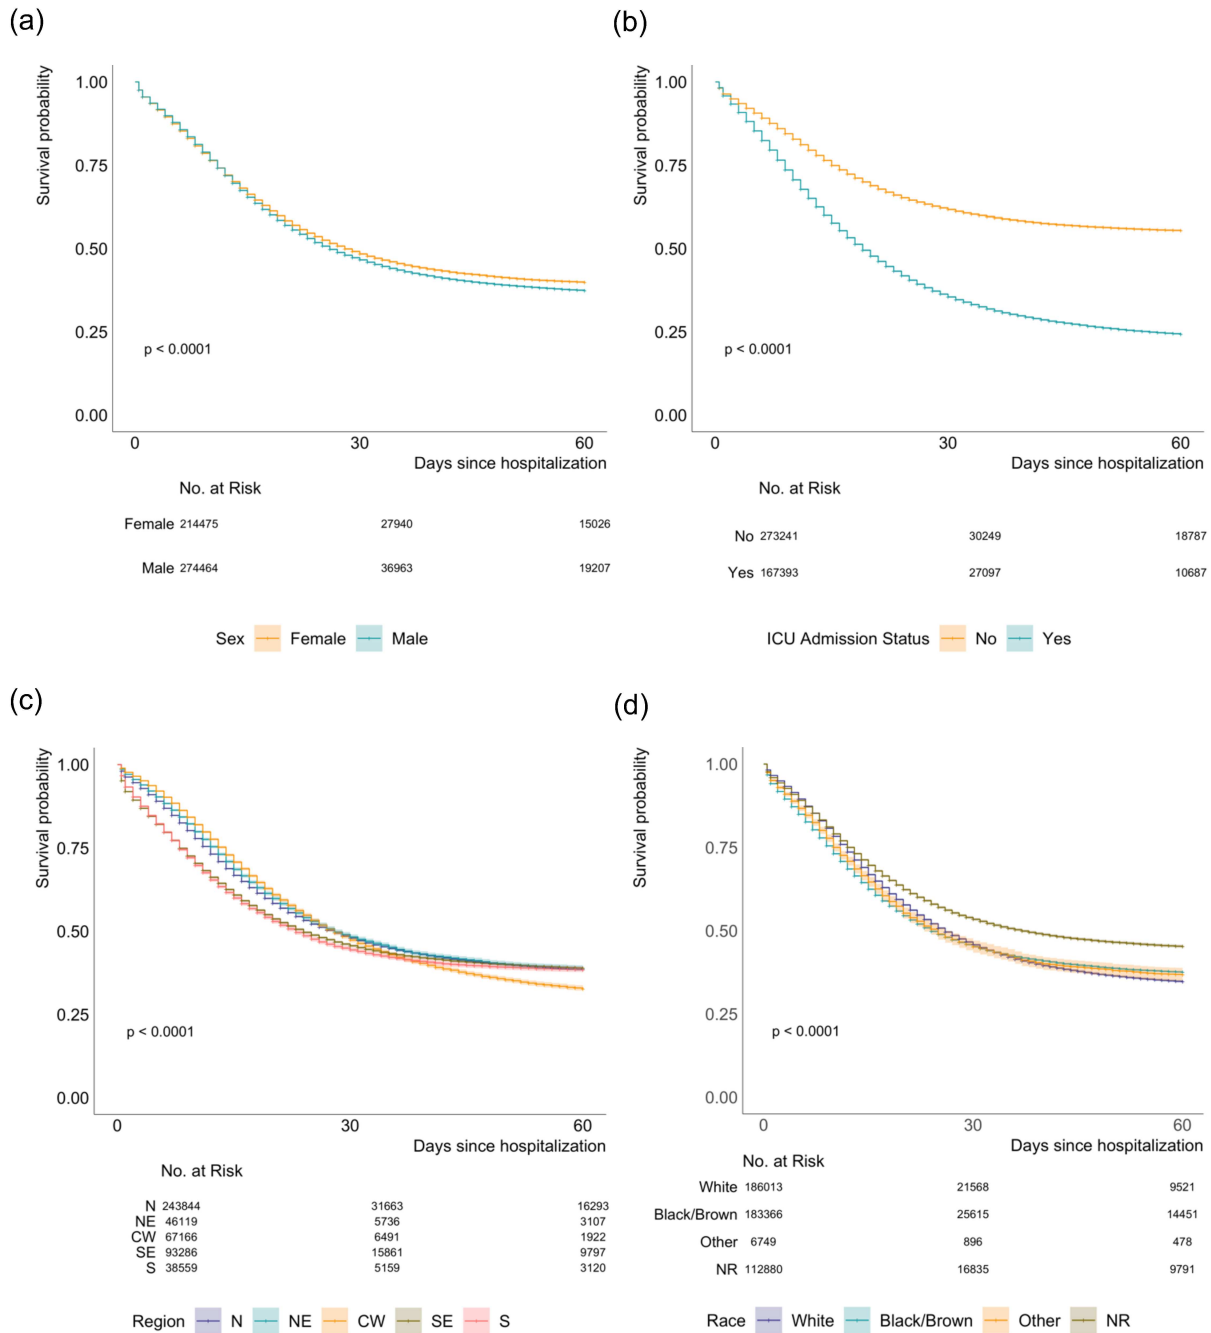 (a)
Survival probability
1.00
0.75
0.50
0.25
0.00
p < 0.0001
0 30 60
Days since hospitalization
No. at Risk
Female 214475 27940 15026
Male 274464 36963 19207
Sex Female Male
(b)
Survival probability
1.00
0.75
0.50
0.25
0.00
p < 0.0001
0 30 60
Days since hospitalization
No. at Risk
No 273241 30249 18787
Yes 167393 27097 10687
ICU Admission Status No Yes
(c)
Survival probability
1.00
0.75
0.50
0.25
0.00
p < 0.0001
0 30 60
Days since hospitalization
No. at Risk
N 243844 31663 16293
NE 46119 5736 3107
CW 67166 6491 1922
SE 93286 15861 9797
S 38559 5159 3120
Region N NE CW SE S
(d)
Survival probability
1.00
0.75
0.50
0.25
0.00
p < 0.0001
0 30 60
Days since hospitalization
No. at Risk
White 186013 21568 9521
Black/Brown 183366 25615 14451
Other 6749 896 478
NR 112880 16835 9791
Race White Black/Brown Other NR